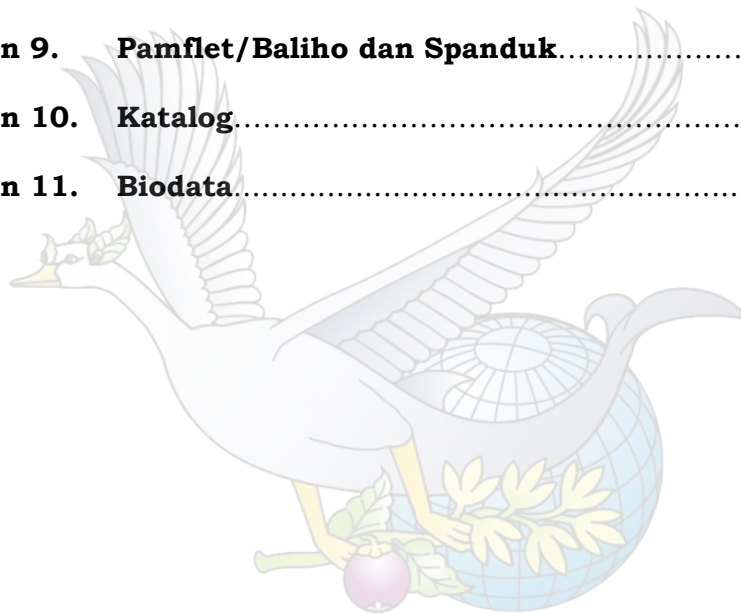 n 9. Pamflet/Baliho dan Spanduk...................
n 10. Katalog.........................................................
n 11. Biodata.........................................................